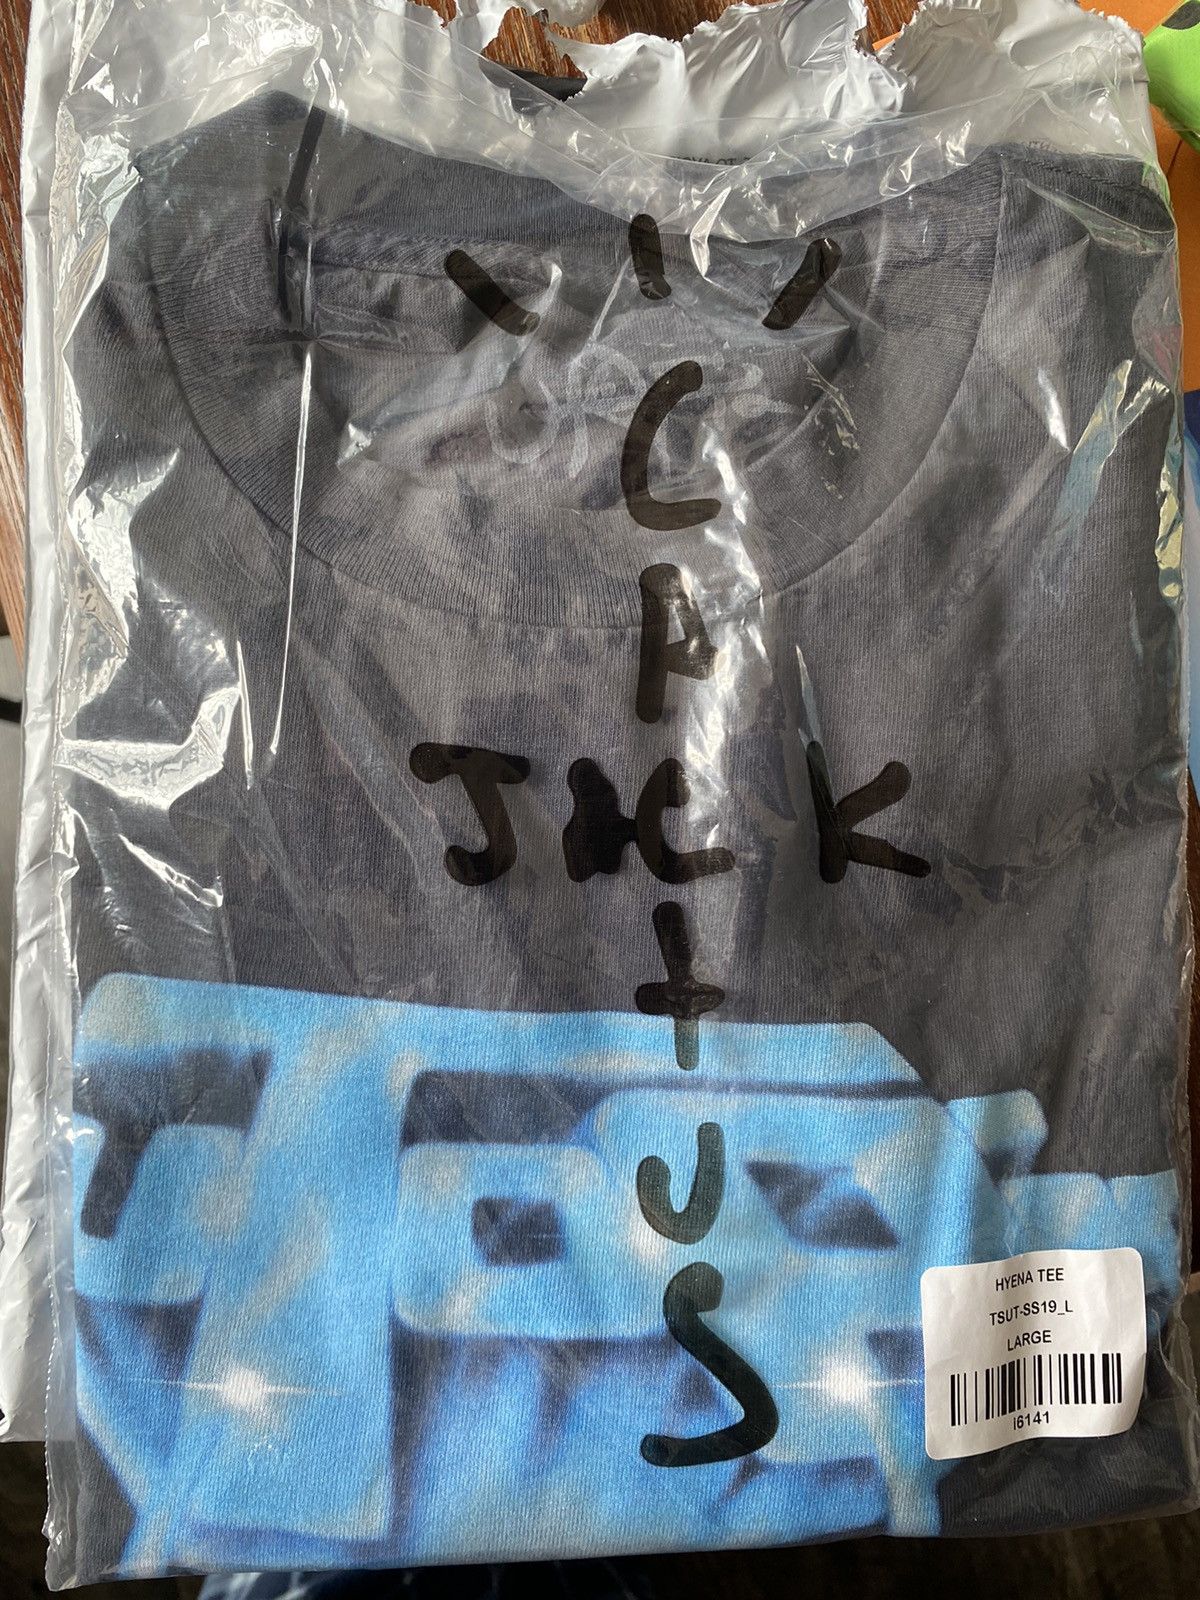 CACTUS
JACK
HYENA TEE
TSUT-SS19_L
LARGE
I6141